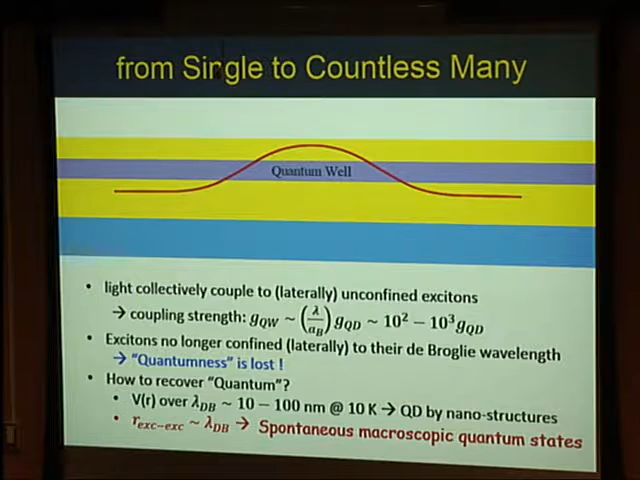 from Single to Countless Many
Quantum Well
• light collectively couple to (laterally) unconfined excitons
→ coupling strength: g_QW ~ (λ/a_B) g_QD ~ 10² − 10³ g_QD
• Excitons no longer confined (laterally) to their de Broglie wavelength
→ "Quantumness" is lost !
• How to recover "Quantum"?
• V(r) over λ_DB ~ 10 − 100 nm @ 10 K → QD by nano-structures
• r_exc−exc ~ λ_DB → Spontaneous macroscopic quantum states